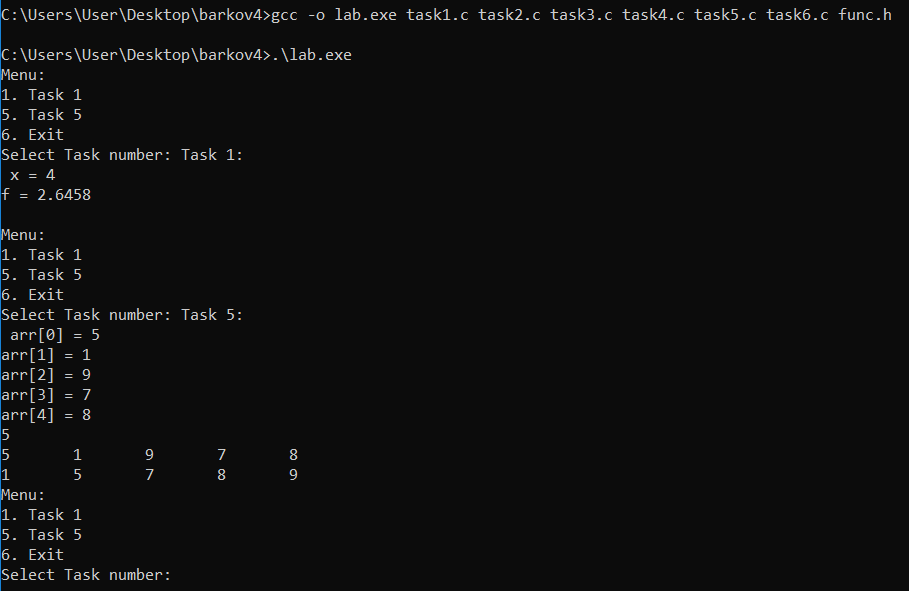 C:\Users\User\Desktop\barkov4>gcc -o lab.exe task1.c task2.c task3.c task4.c task5.c task6.c func.h
C:\Users\User\Desktop\barkov4>.\lab.exe
Menu:
1. Task 1
5. Task 5
6. Exit
Select Task number: Task 1:
 x = 4
f = 2.6458
Menu:
1. Task 1
5. Task 5
6. Exit
Select Task number: Task 5:
 arr[0] = 5
arr[1] = 1
arr[2] = 9
arr[3] = 7
arr[4] = 8
5
5       1       9       7       8
1       5       7       8       9
Menu:
1. Task 1
5. Task 5
6. Exit
Select Task number: